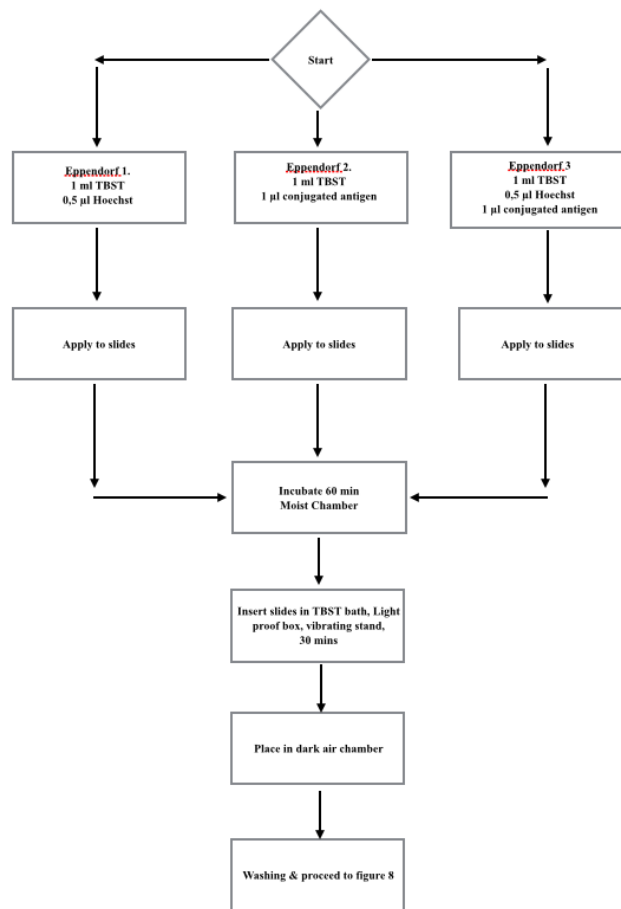 Start
Eppendorf 1.
1 ml TBST
0,5 µl Hoechst
Eppendorf 2.
1 ml TBST
1 µl conjugated antigen
Eppendorf 3
1 ml TBST
0,5 µl Hoechst
1 µl conjugated antigen
Apply to slides
Apply to slides
Apply to slides
Incubate 60 min
Moist Chamber
Insert slides in TBST bath, Light
proof box, vibrating stand,
30 mins
Place in dark air chamber
Washing & proceed to figure 8